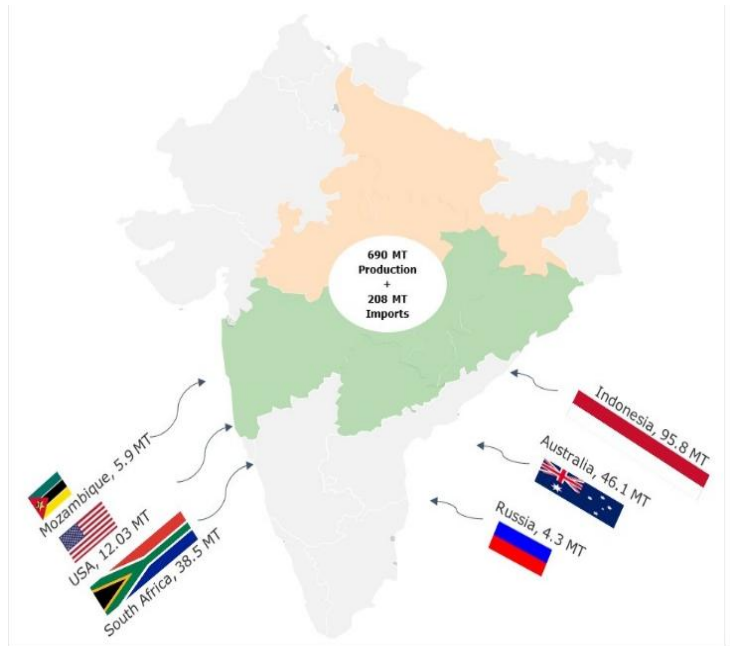 690 MT
Production
+
208 MT
Imports
Mozambique, 5.9 MT
USA, 12.03 MT
South Africa, 38.5 MT
Indonesia, 95.8 MT
Australia, 46.1 MT
Russia, 4.3 MT